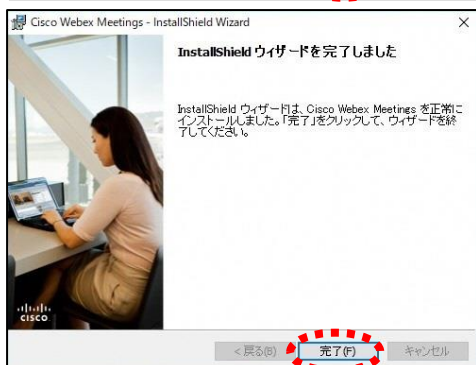 Cisco Webex Meetings - InstallShield Wizard
InstallShield ウィザードを完了しました
InstallShield ウィザードは、Cisco Webex Meetings を正常に
インストールしました。「完了」をクリックして、ウィザードを終
了してください。
CISCO
< 戻る(B)
完了(F)
キャンセル